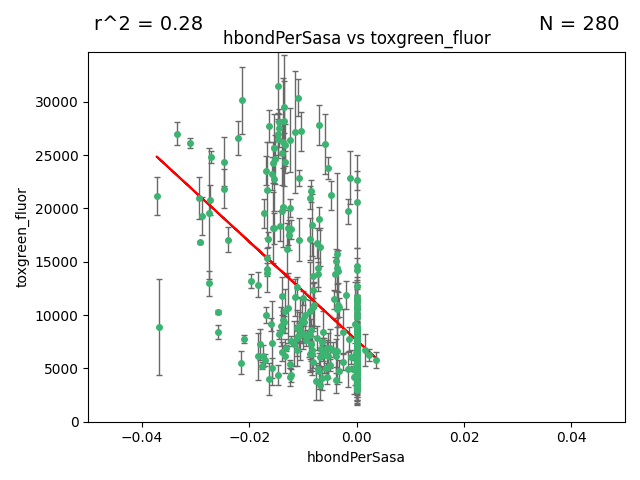 r^2 = 0.28
N = 280
hbondPerSasa vs toxgreen_fluor
toxgreen_fluor
30000
25000
20000
15000
10000
5000
0
−0.04
−0.02
0.00
0.02
0.04
hbondPerSasa